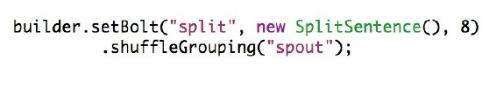 builder.setBolt("split", new SplitSentence(), 8)
.shuffleGrouping("spout");